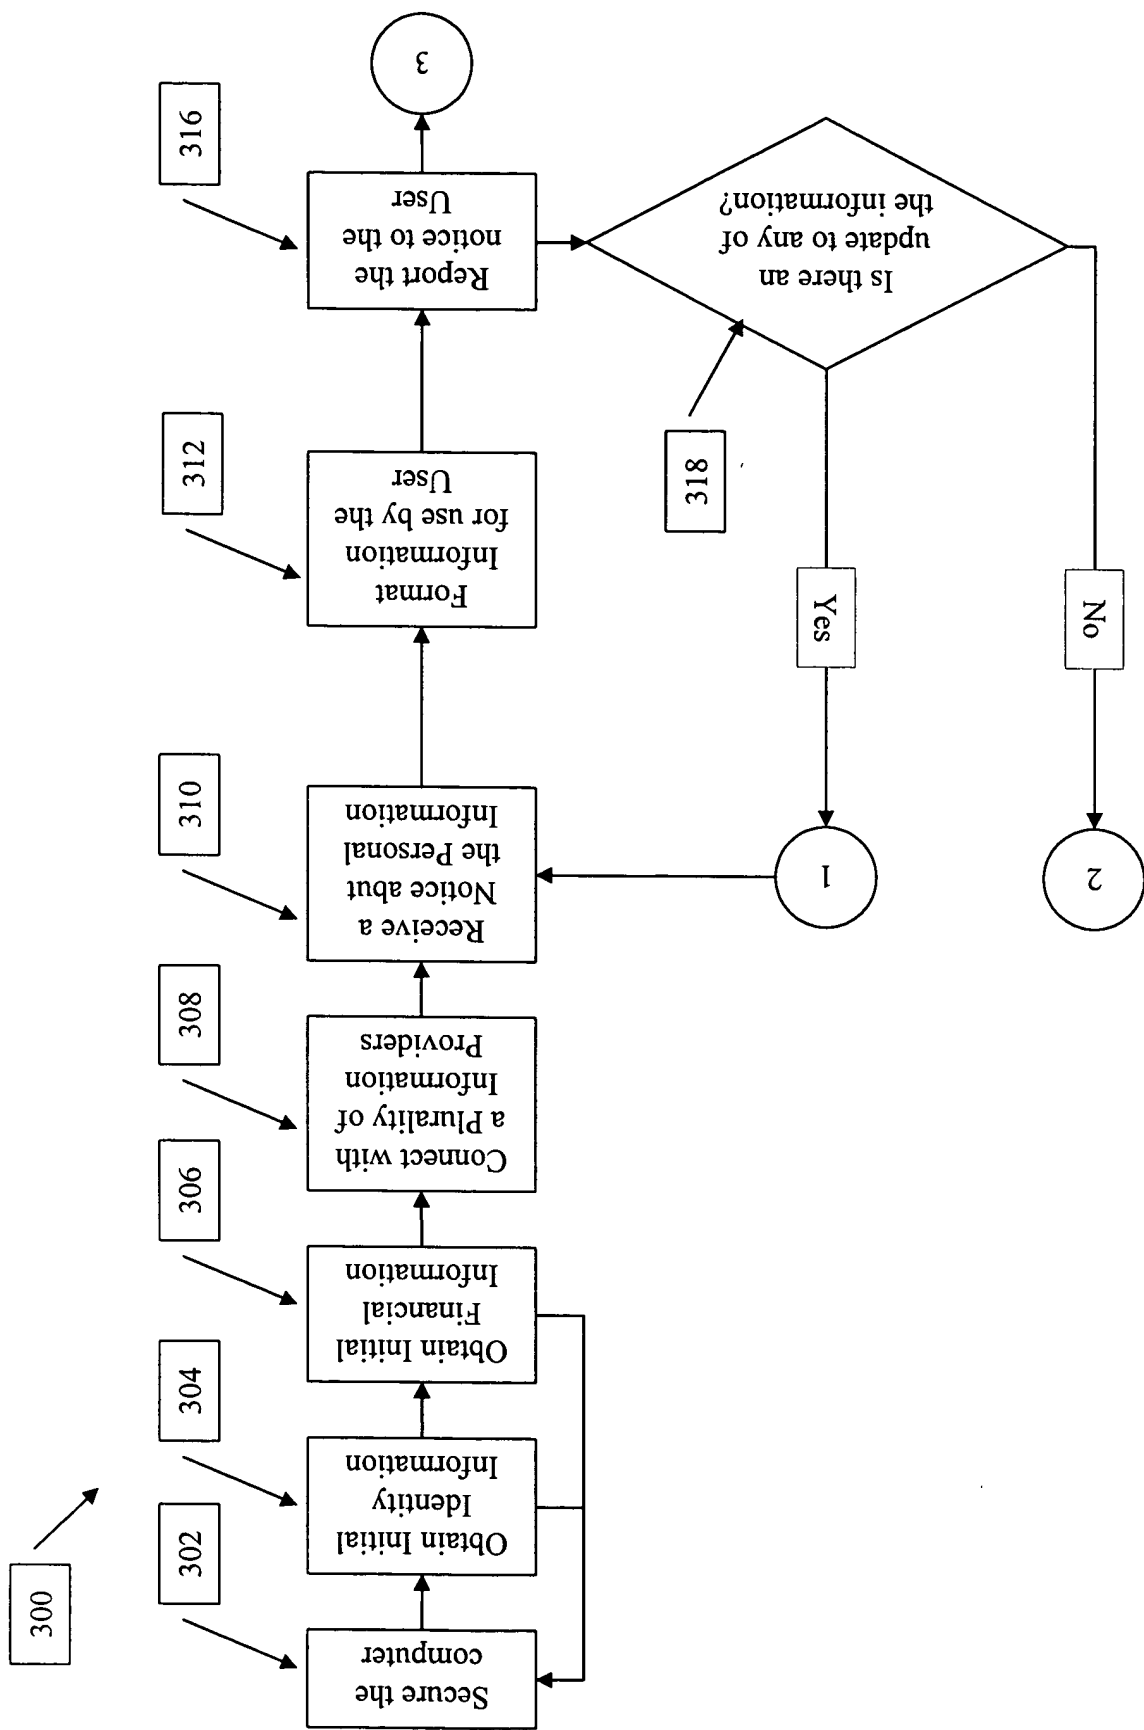 300
302
Secure the
computer
304
Obtain Initial
Identity
Information
306
Obtain Initial
Financial
Information
308
Connect with
a Plurality of
Information
Providers
310
Receive a
Notice abut
the Personal
Information
312
Format
Information
for use by the
User
316
Report the
notice to the
User
3
318
Is there an
update to any of
the information?
Yes
1
No
2